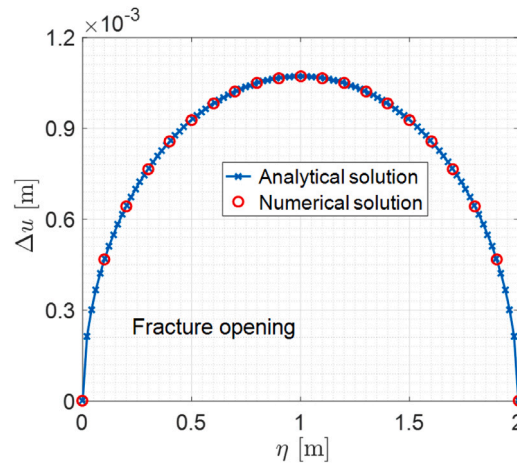 ×10⁻³
1.2
0.9
0.6
0.3
0
Δu [m]
Analytical solution
Numerical solution
Fracture opening
0
0.5
1
1.5
2
η [m]